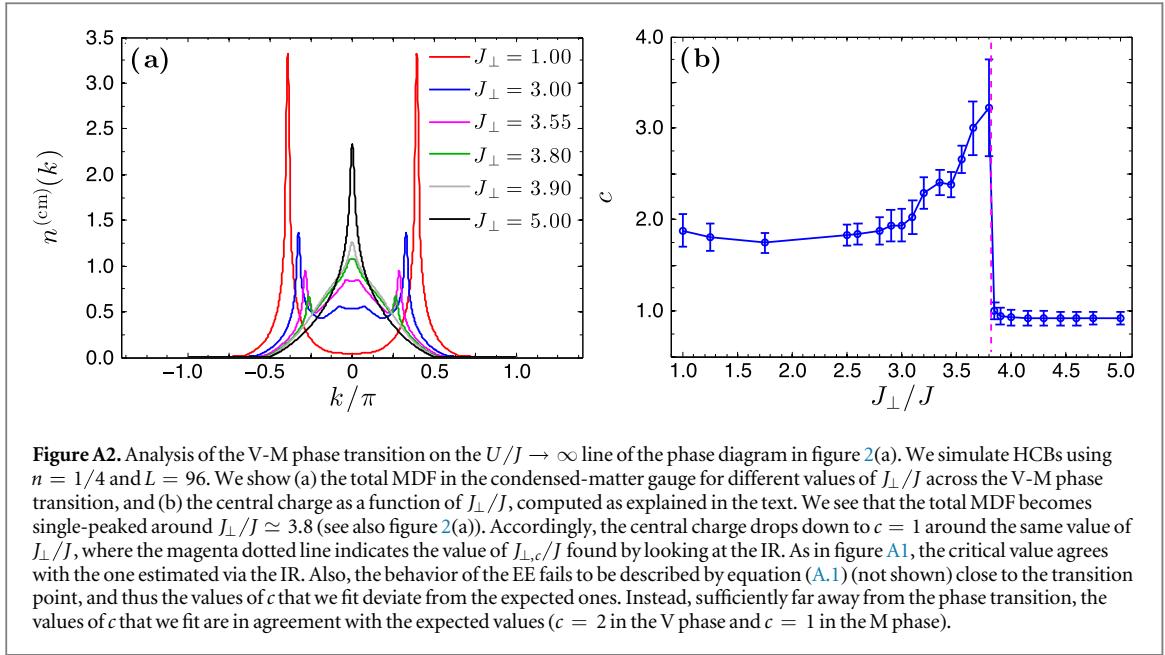 (a)
3.5
3.0
2.5
2.0
1.5
1.0
0.5
0.0
n^(cm)(k)
J⊥ = 1.00
J⊥ = 3.00
J⊥ = 3.55
J⊥ = 3.80
J⊥ = 3.90
J⊥ = 5.00
−1.0 −0.5 0 0.5 1.0
k/π
(b)
4.0
3.0
2.0
1.0
c
1.0 1.5 2.0 2.5 3.0 3.5 4.0 4.5 5.0
J⊥/J
Figure A2. Analysis of the V-M phase transition on the U/J → ∞ line of the phase diagram in figure 2(a). We simulate HCBs using
n = 1/4 and L = 96. We show (a) the total MDF in the condensed-matter gauge for different values of J⊥/J across the V-M phase
transition, and (b) the central charge as a function of J⊥/J, computed as explained in the text. We see that the total MDF becomes
single-peaked around J⊥/J ≃ 3.8 (see also figure 2(a)). Accordingly, the central charge drops down to c = 1 around the same value of
J⊥/J, where the magenta dotted line indicates the value of J⊥,c/J found by looking at the IR. As in figure A1, the critical value agrees
with the one estimated via the IR. Also, the behavior of the EE fails to be described by equation (A.1) (not shown) close to the transition
point, and thus the values of c that we fit deviate from the expected ones. Instead, sufficiently far away from the phase transition, the
values of c that we fit are in agreement with the expected values (c = 2 in the V phase and c = 1 in the M phase).